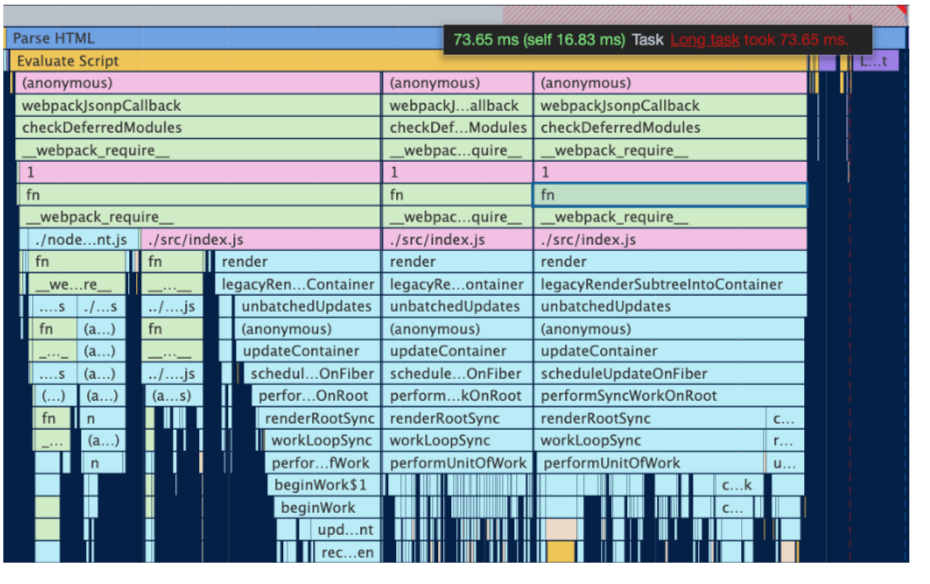 Parse HTML
73.65 ms (self 16.83 ms) Task Long task took 73.65 ms.
Evaluate Script L...t
(anonymous) (anonymous) (anonymous)
webpackJsonpCallback webpackJ...allback webpackJsonpCallback
checkDeferredModules checkDef...Modules checkDeferredModules
__webpack_require__ __webpac...quire__ __webpack_require__
1 1 1
fn fn fn
__webpack_require__ __webpac...quire__ __webpack_require__
./node...nt.js ./src/index.js ./src/index.js ./src/index.js
fn fn render render render
__we...re__ __...__ legacyRen...Container legacyRe...ontainer legacyRenderSubtreeIntoContainer
....s ./...s ../....js unbatchedUpdates unbatchedUpdates unbatchedUpdates
fn (a...) fn (anonymous) (anonymous) (anonymous)
_..._ (a...) __...__ updateContainer updateContainer updateContainer
....s (a...) ../....js schedul...OnFiber schedule...OnFiber scheduleUpdateOnFiber
(...) (a...) (a...s) perfor...OnRoot perform...kOnRoot performSyncWorkOnRoot
fn n renderRootSync renderRootSync renderRootSync c...
_... (a...) workLoopSync workLoopSync workLoopSync r...
n perfor...fWork performUnitOfWork performUnitOfWork u...
beginWork$1 c...k
beginWork c...
upd...nt
rec...en